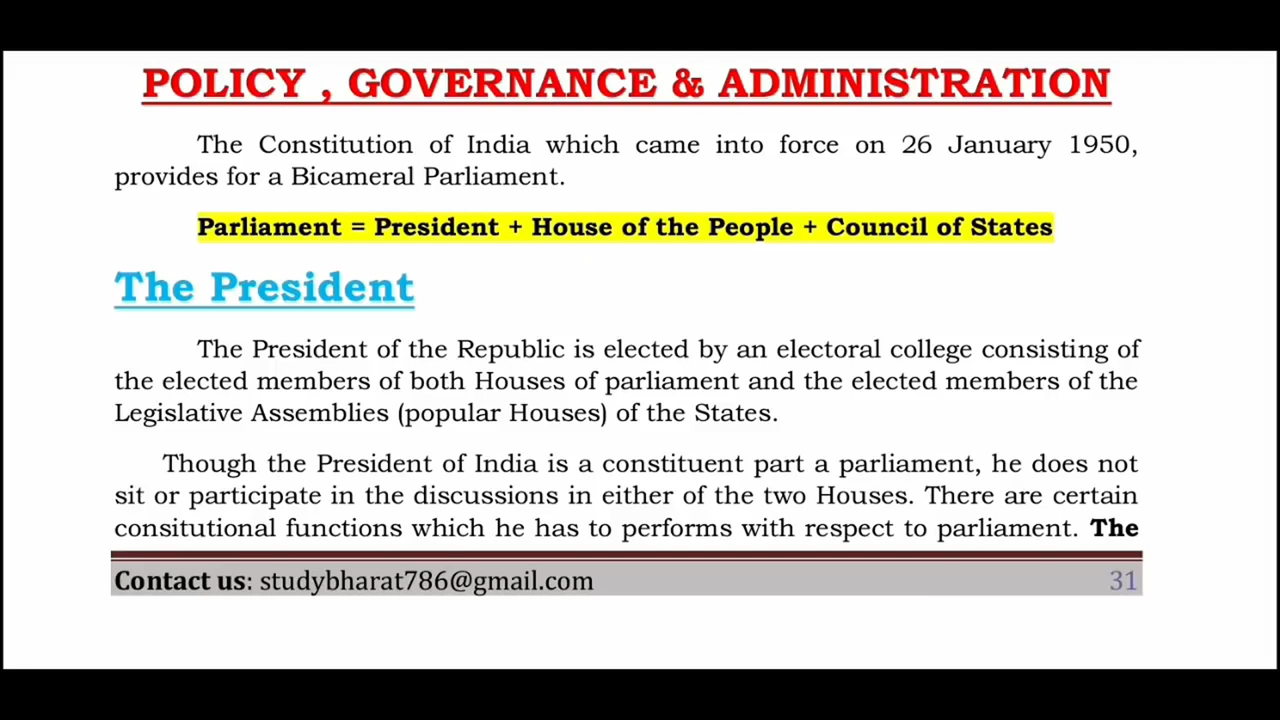 POLICY , GOVERNANCE & ADMINISTRATION
The Constitution of India which came into force on 26 January 1950,
provides for a Bicameral Parliament.
Parliament = President + House of the People + Council of States
The President
The President of the Republic is elected by an electoral college consisting of
the elected members of both Houses of parliament and the elected members of the
Legislative Assemblies (popular Houses) of the States.
Though the President of India is a constituent part a parliament, he does not
sit or participate in the discussions in either of the two Houses. There are certain
consitutional functions which he has to performs with respect to parliament. The
Contact us: studybharat786@gmail.com 31